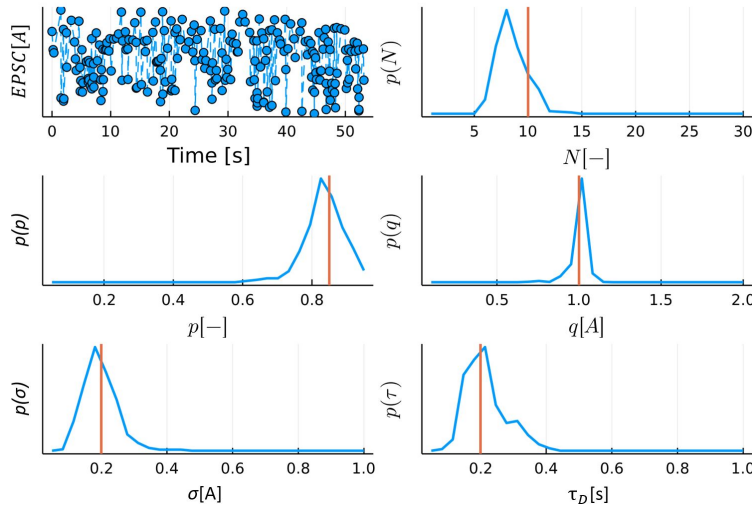 EPSC[A]
0 10 20 30 40 50
Time [s]
p(N)
5 10 15 20 25 30
N[−]
p(p)
0.2 0.4 0.6 0.8
p[−]
p(q)
0.5 1.0 1.5 2.0
q[A]
p(σ)
0.2 0.4 0.6 0.8 1.0
σ[A]
p(τ)
0.2 0.4 0.6 0.8 1.0
τ_D[s]